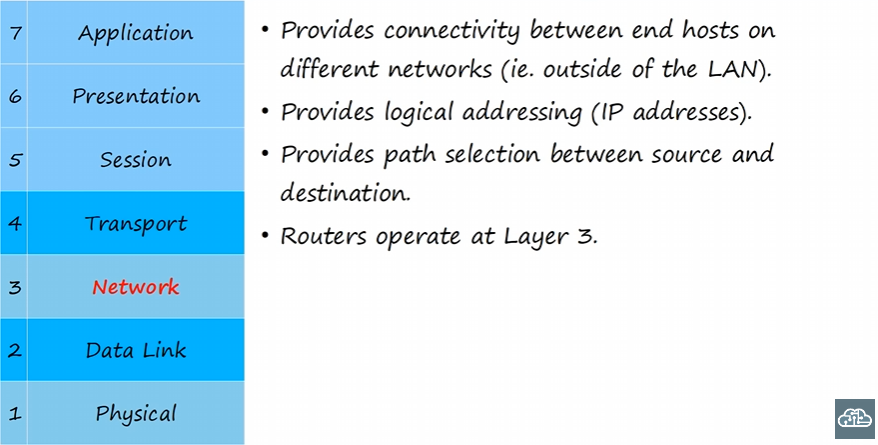 7 Application
6 Presentation
5 Session
4 Transport
3 Network
2 Data Link
1 Physical
• Provides connectivity between end hosts on
different networks (ie. outside of the LAN).
• Provides logical addressing (IP addresses).
• Provides path selection between source and
destination.
• Routers operate at Layer 3.